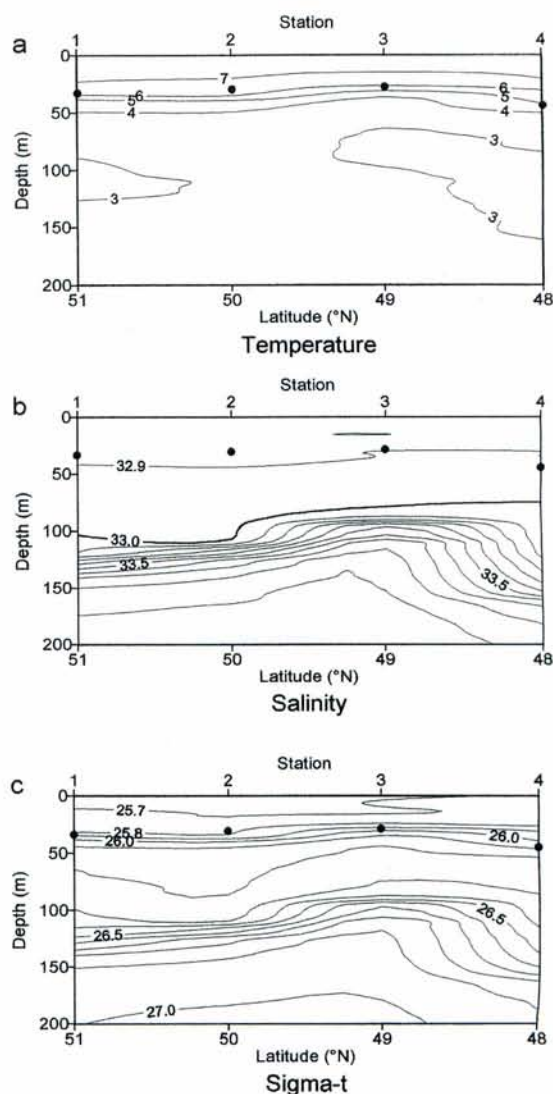 a
Station
1 2 3 4
0
7
6 6
5 5
4 4
50
Depth (m)
100
3
3
150
3
200
51 50 49 48
Latitude (°N)
Temperature
b
Station
1 2 3 4
0
32.9
50
Depth (m)
100
33.0
33.5
150
33.5
200
51 50 49 48
Latitude (°N)
Salinity
c
Station
1 2 3 4
0
25.7
25.8
26.0 26.0
50
Depth (m)
100
26.5
26.5
150
27.0
200
51 50 49 48
Latitude (°N)
Sigma-t